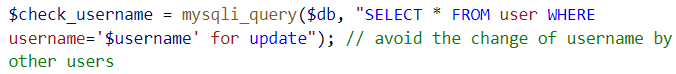 $check_username = mysqli_query($db, "SELECT * FROM user WHERE
username='$username' for update"); // avoid the change of username by
other users